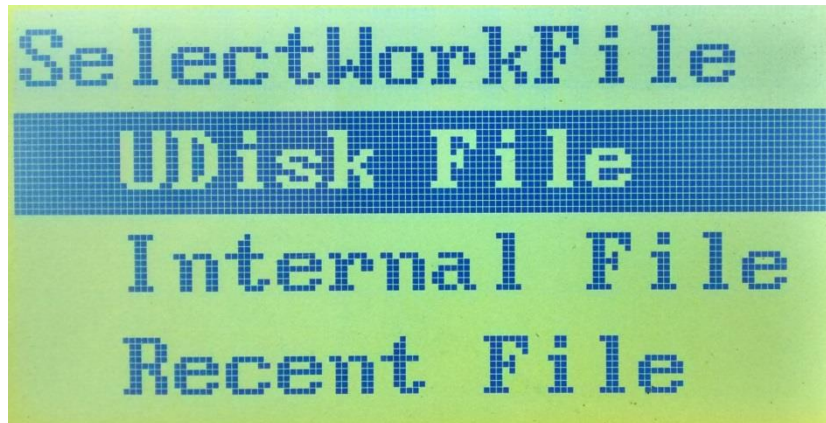 SelectWorkFile
UDisk File
Internal File
Recent File